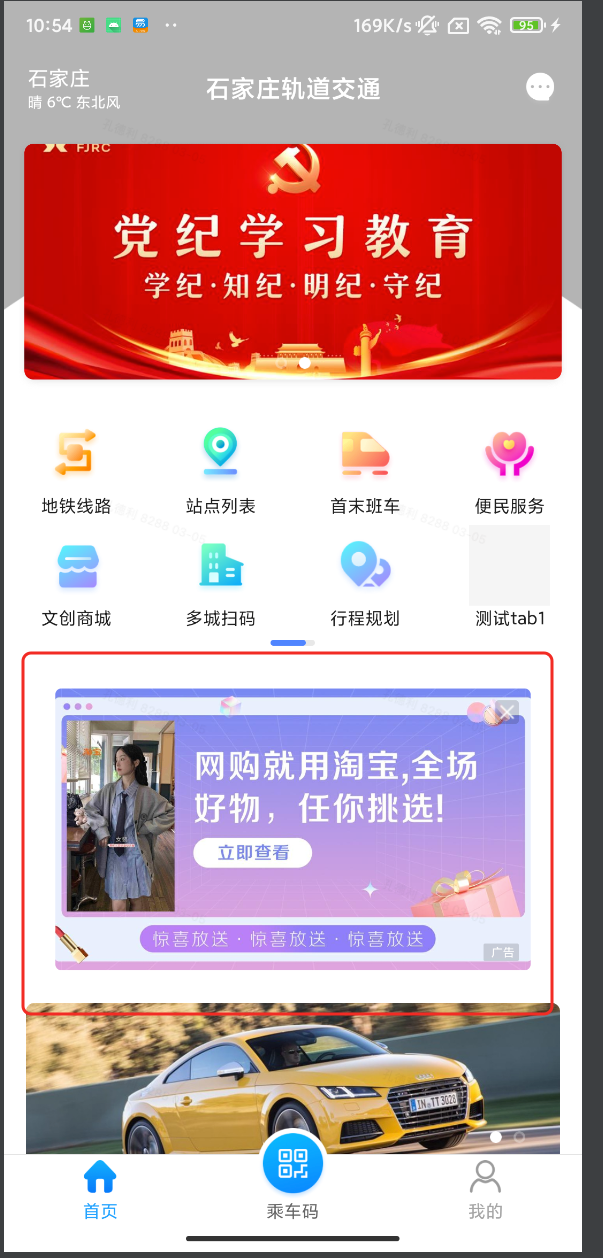 10:54
169K/s
95
石家庄
晴 6℃ 东北风
石家庄轨道交通
FJRC
党纪学习教育
学纪·知纪·明纪·守纪
地铁线路
站点列表
首末班车
便民服务
文创商城
多城扫码
行程规划
测试tab1
网购就用淘宝,全场
好物，任你挑选!
立即查看
惊喜放送 · 惊喜放送 · 惊喜放送
广告
IN TT 3028
首页
乘车码
我的